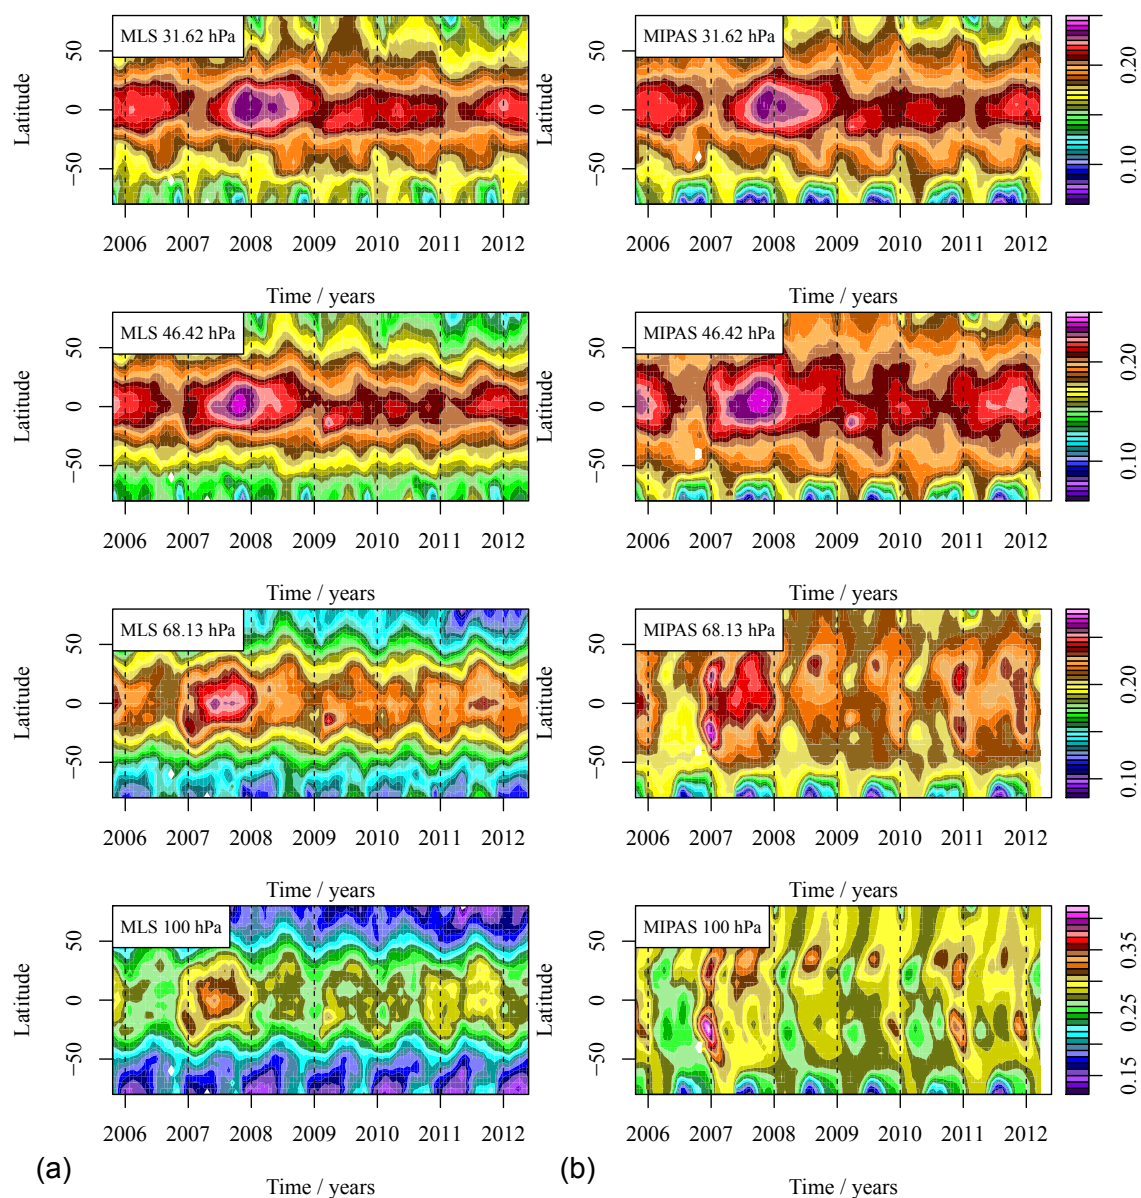 MLS 31.62 hPa
MIPAS 31.62 hPa
Latitude
50
0
−50
Latitude
50
0
−50
0.20
0.10
2006 2007 2008 2009 2010 2011 2012
2006 2007 2008 2009 2010 2011 2012
Time / years
Time / years
MLS 46.42 hPa
MIPAS 46.42 hPa
Latitude
50
0
−50
Latitude
50
0
−50
0.20
0.10
2006 2007 2008 2009 2010 2011 2012
2006 2007 2008 2009 2010 2011 2012
Time / years
Time / years
MLS 68.13 hPa
MIPAS 68.13 hPa
Latitude
50
0
−50
Latitude
50
0
−50
0.20
0.10
2006 2007 2008 2009 2010 2011 2012
2006 2007 2008 2009 2010 2011 2012
Time / years
Time / years
MLS 100 hPa
MIPAS 100 hPa
Latitude
50
0
−50
Latitude
50
0
−50
0.35
0.25
0.15
2006 2007 2008 2009 2010 2011 2012
2006 2007 2008 2009 2010 2011 2012
(a)
Time / years
(b)
Time / years